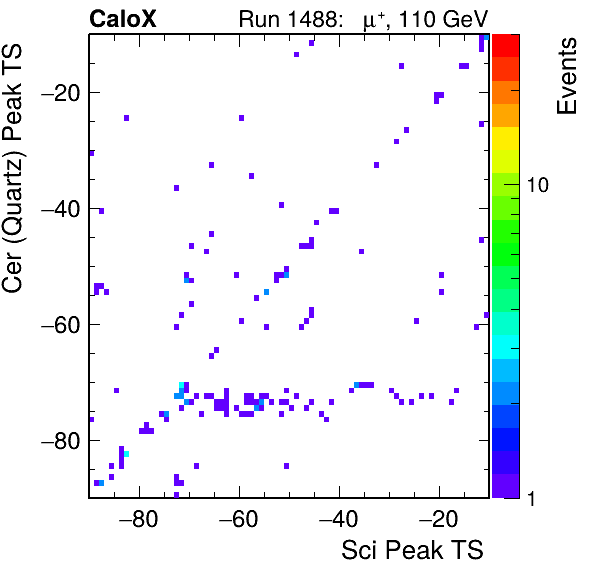 CaloX Run 1488: μ⁺, 110 GeV
Cer (Quartz) Peak TS
Events
−20
−40
−60
−80
10
1
−80 −60 −40 −20
Sci Peak TS